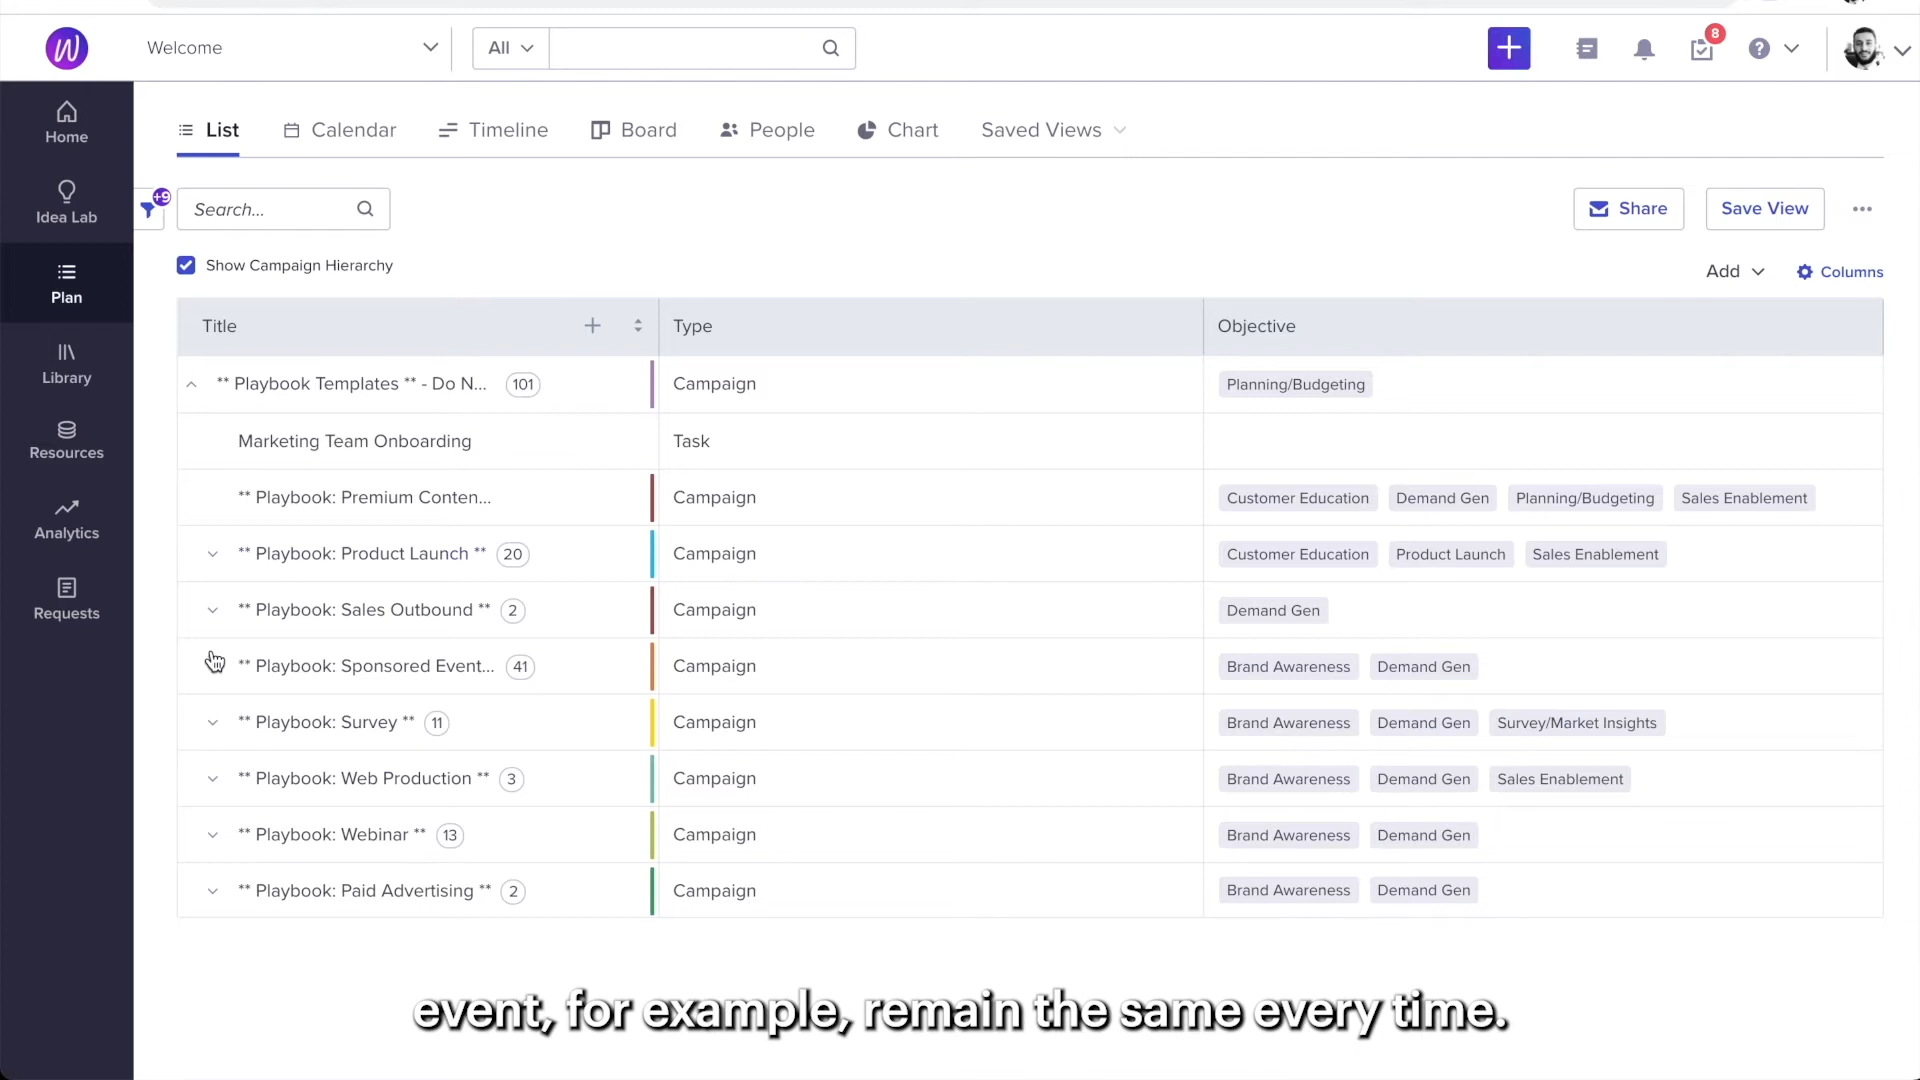 W
Welcome
All
8
Home
Idea Lab
Plan
Library
Resources
Analytics
Requests
List
Calendar
Timeline
Board
People
Chart
Saved Views
+9
Search...
Share
Save View
Show Campaign Hierarchy
Add
Columns
Title
Type
Objective
** Playbook Templates ** - Do N... 101 Campaign Planning/Budgeting
Marketing Team Onboarding Task
** Playbook: Premium Conten... Campaign Customer Education Demand Gen Planning/Budgeting Sales Enablement
** Playbook: Product Launch ** 20 Campaign Customer Education Product Launch Sales Enablement
** Playbook: Sales Outbound ** 2 Campaign Demand Gen
** Playbook: Sponsored Event... 41 Campaign Brand Awareness Demand Gen
** Playbook: Survey ** 11 Campaign Brand Awareness Demand Gen Survey/Market Insights
** Playbook: Web Production ** 3 Campaign Brand Awareness Demand Gen Sales Enablement
** Playbook: Webinar ** 13 Campaign Brand Awareness Demand Gen
** Playbook: Paid Advertising ** 2 Campaign Brand Awareness Demand Gen
event, for example, remain the same every time.